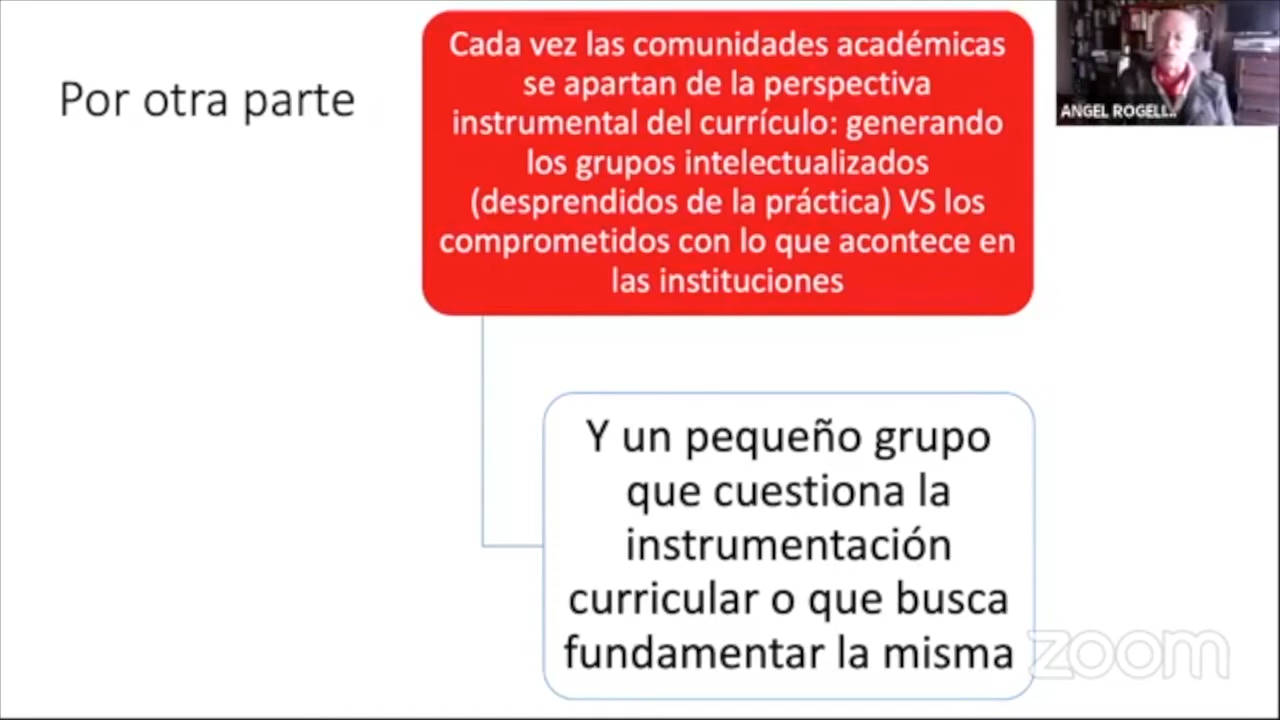 Por otra parte
Cada vez las comunidades académicas
se apartan de la perspectiva
instrumental del currículo: generando
los grupos intelectualizados
(desprendidos de la práctica) VS los
comprometidos con lo que acontece en
las instituciones
ANGEL ROGELI...
Y un pequeño grupo
que cuestiona la
instrumentación
curricular o que busca
fundamentar la misma
zoom